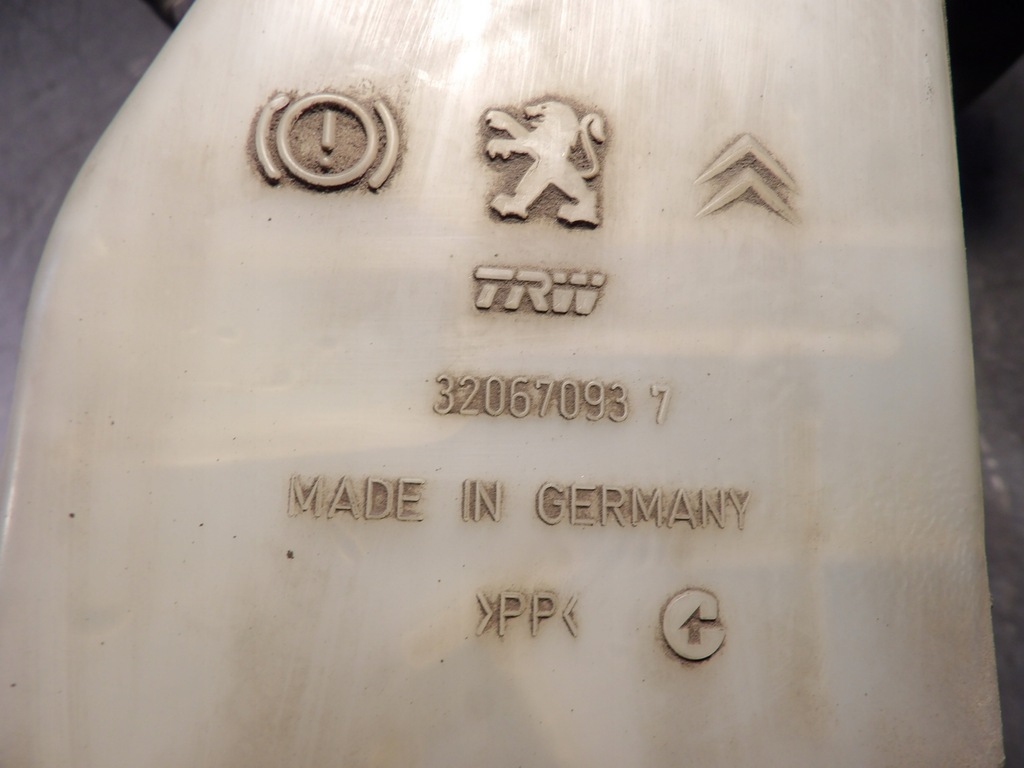 TRW
32067093 7
MADE IN GERMANY
>PP<